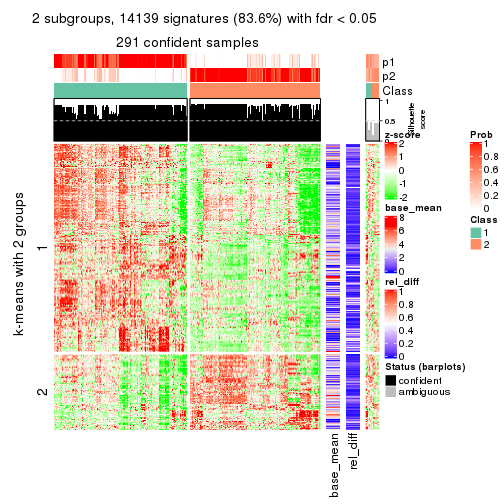 2 subgroups, 14139 signatures (83.6%) with fdr < 0.05
291 confident samples
p1
p2
Class
1
0.5
0
Silhouette
score
k-means with 2 groups
1
2
base_mean
rel_diff
z-score
2
1
0
-1
-2
base_mean
8
6
4
2
0
rel_diff
1
0.8
0.6
0.4
0.2
0
Status (barplots)
confident
ambiguous
Prob
1
0.8
0.6
0.4
0.2
0
Class
1
2